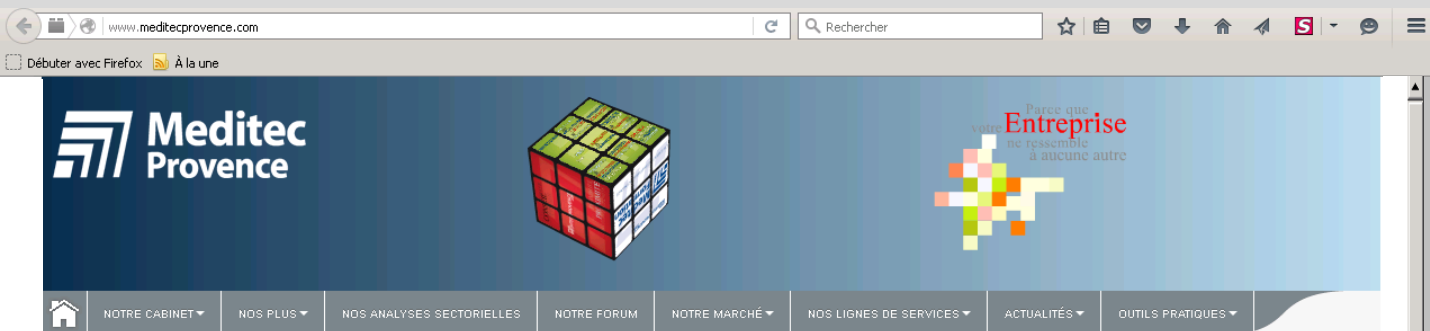 www.meditecprovence.com
Rechercher
S
Débuter avec Firefox
À la une
Meditec
Provence
Parce que
votre Entreprise
ne ressemble
à aucune autre
NOTRE CABINET
NOS PLUS
NOS ANALYSES SECTORIELLES
NOTRE FORUM
NOTRE MARCHÉ
NOS LIGNES DE SERVICES
ACTUALITÉS
OUTILS PRATIQUES